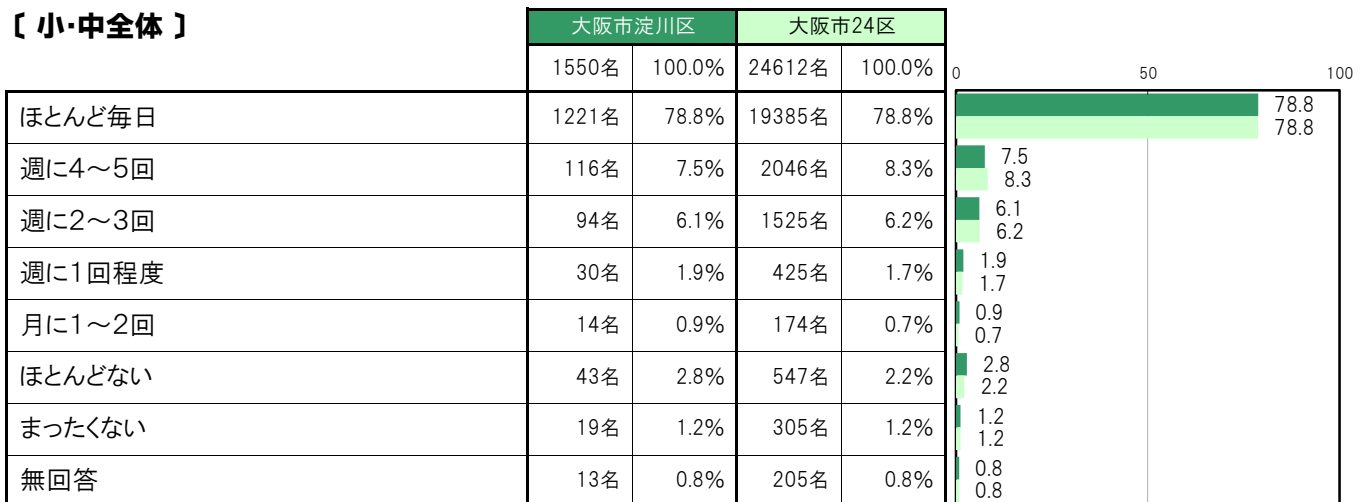 〔 小・中全体 〕
大阪市淀川区 大阪市24区
1550名 100.0% 24612名 100.0% 0 50 100
ほとんど毎日 1221名 78.8% 19385名 78.8% 78.8
78.8
週に4～5回 116名 7.5% 2046名 8.3% 7.5
8.3
週に2～3回 94名 6.1% 1525名 6.2% 6.1
6.2
週に1回程度 30名 1.9% 425名 1.7% 1.9
1.7
月に1～2回 14名 0.9% 174名 0.7% 0.9
0.7
ほとんどない 43名 2.8% 547名 2.2% 2.8
2.2
まったくない 19名 1.2% 305名 1.2% 1.2
1.2
無回答 13名 0.8% 205名 0.8% 0.8
0.8